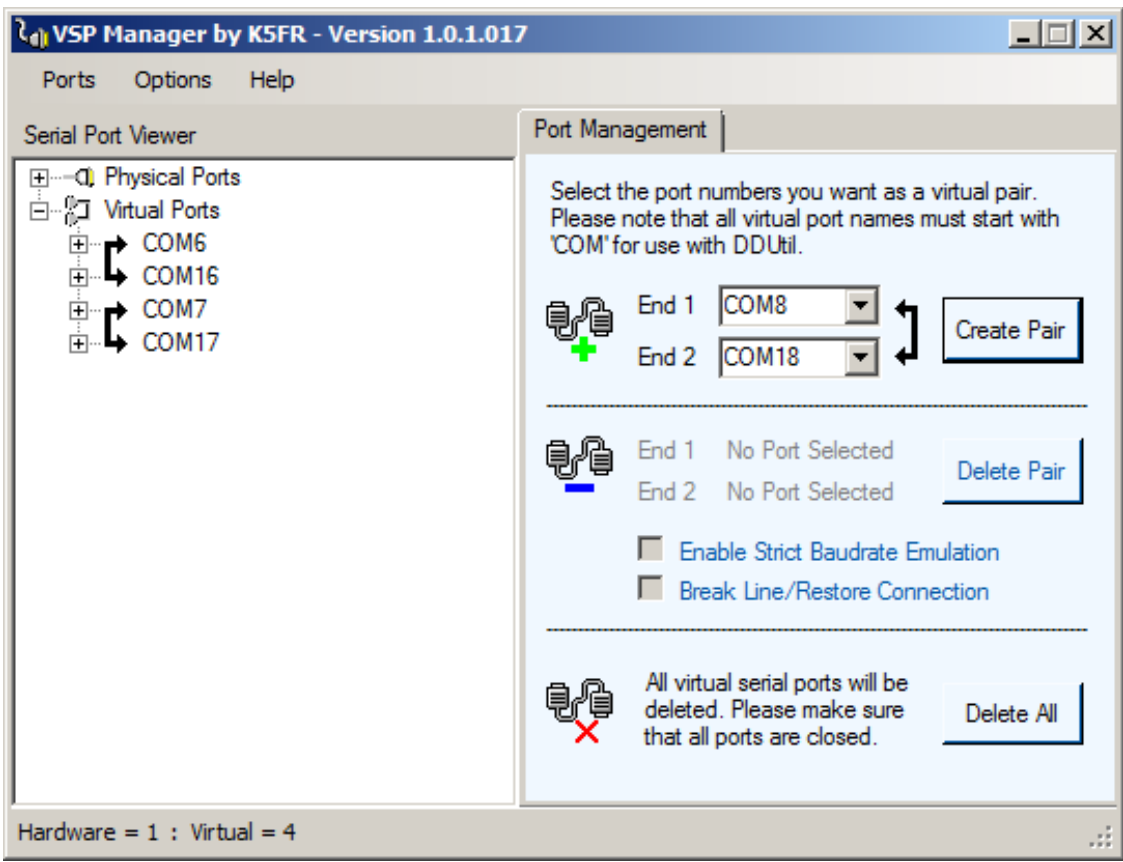 VSP Manager by K5FR - Version 1.0.1.017
Ports Options Help
Serial Port Viewer
Physical Ports
Virtual Ports
COM6
COM16
COM7
COM17
Port Management
Select the port numbers you want as a virtual pair.
Please note that all virtual port names must start with
'COM' for use with DDUtil.
End 1 COM8
End 2 COM18
Create Pair
End 1 No Port Selected
End 2 No Port Selected
Delete Pair
Enable Strict Baudrate Emulation
Break Line/Restore Connection
All virtual serial ports will be
deleted. Please make sure
that all ports are closed.
Delete All
Hardware = 1 : Virtual = 4